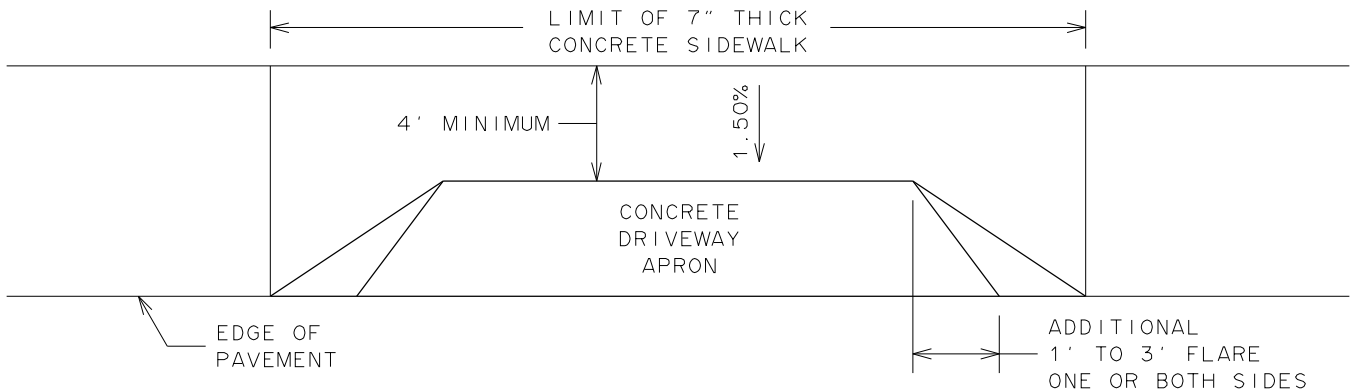 LIMIT OF 7" THICK
CONCRETE SIDEWALK
4' MINIMUM
1.50%
CONCRETE
DRIVEWAY
APRON
EDGE OF
PAVEMENT
ADDITIONAL
1' TO 3' FLARE
ONE OR BOTH SIDES